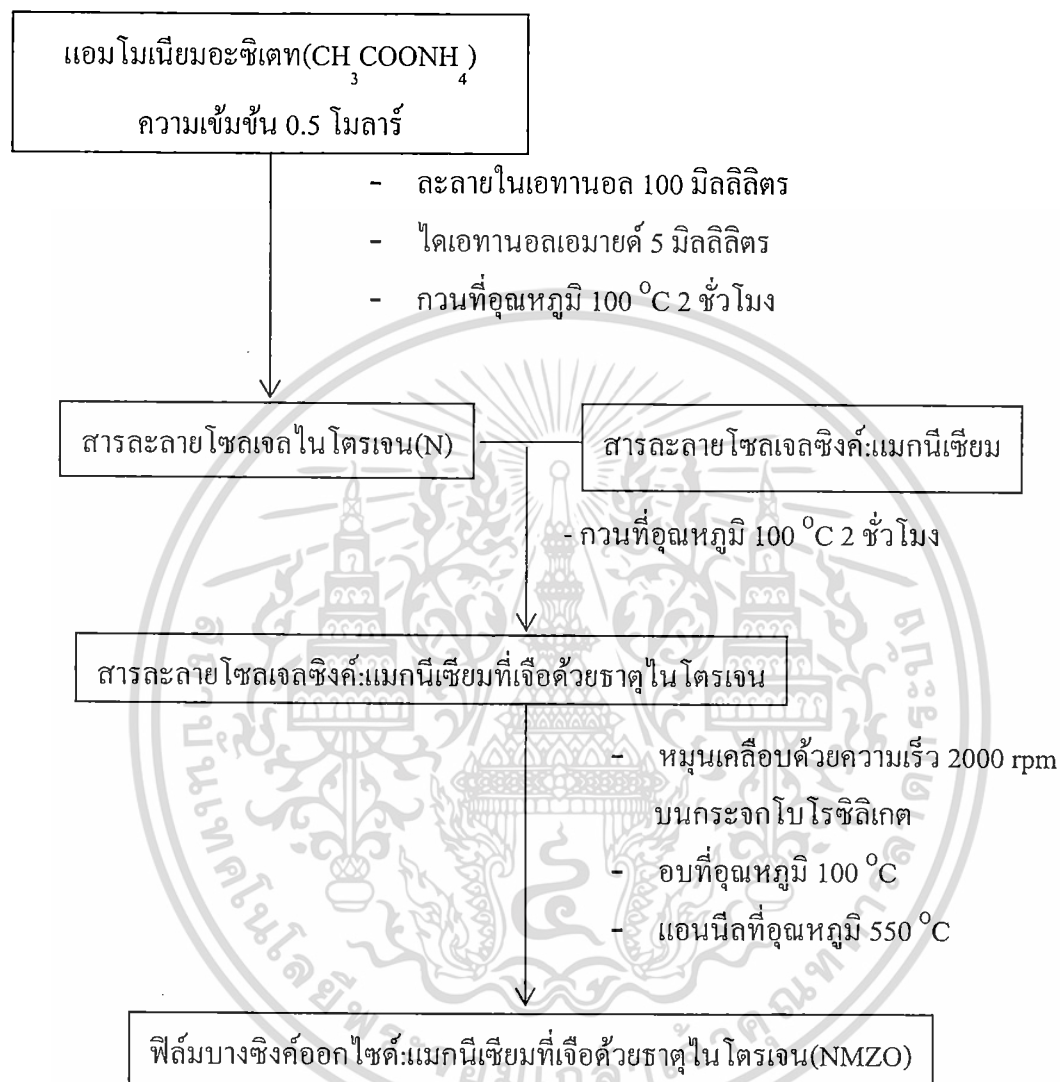 แอมโมเนียมอะซิเตท(CH3COONH4)
ความเข้มข้น 0.5 โมลาร์
- ละลายในเอทานอล 100 มิลลิลิตร
- ไดเอทานอลเอมายด์ 5 มิลลิลิตร
- กวนที่อุณหภูมิ 100 °C 2 ชั่วโมง
สารละลายโซลเจลไนโตรเจน(N)
สารละลายโซลเจลซิงค์:แมกนีเซียม
- กวนที่อุณหภูมิ 100 °C 2 ชั่วโมง
สารละลายโซลเจลซิงค์:แมกนีเซียมที่เจือด้วยธาตุไนโตรเจน
- หมุนเคลือบด้วยความเร็ว 2000 rpm
บนกระจกโบโรซิลิเกต
- อบที่อุณหภูมิ 100 °C
- แอนนีลที่อุณหภูมิ 550 °C
ฟิล์มบางซิงค์ออกไซด์:แมกนีเซียมที่เจือด้วยธาตุไนโตรเจน(NMZO)